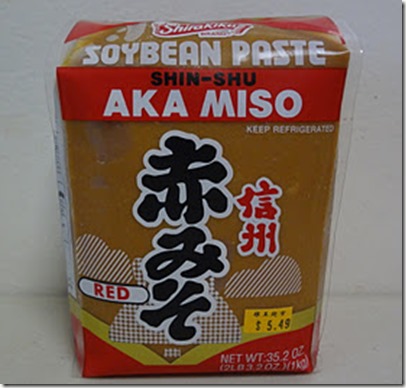 Shirakiku
SOYBEAN PASTE
SHIN-SHU
AKA MISO
KEEP REFRIGERATED
信州
赤みそ
RED
$ 5.49
NET WT:35.2 OZ
(2LB 3.2 OZ.)(1kg)